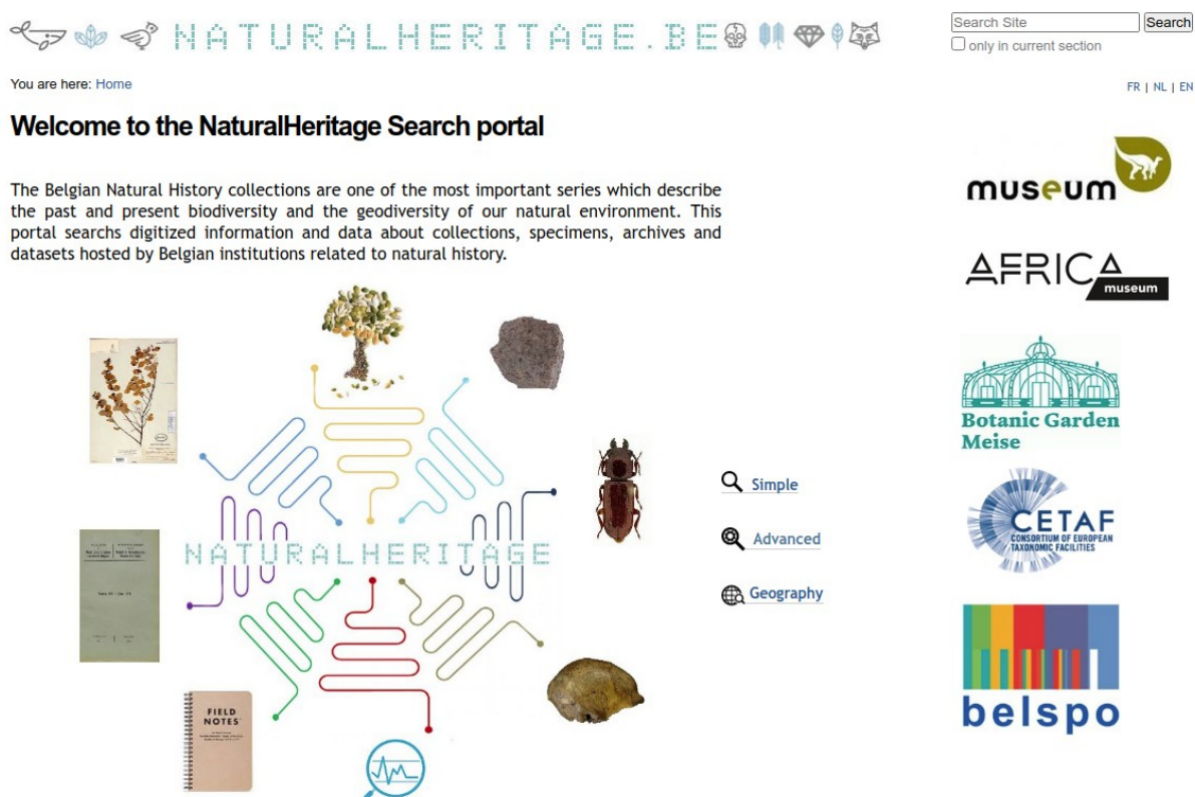 NATURALHERITAGE.BE
Search Site
Search
only in current section
You are here: Home
FR | NL | EN
Welcome to the NaturalHeritage Search portal
The Belgian Natural History collections are one of the most important series which describe
the past and present biodiversity and the geodiversity of our natural environment. This
portal searchs digitized information and data about collections, specimens, archives and
datasets hosted by Belgian institutions related to natural history.
museum
AFRICA
museum
Botanic Garden
Meise
Simple
CETAF
CONSORTIUM OF EUROPEAN
TAXONOMIC FACILITIES
Advanced
NATURALHERITAGE
Geography
FIELD
NOTES
belspo